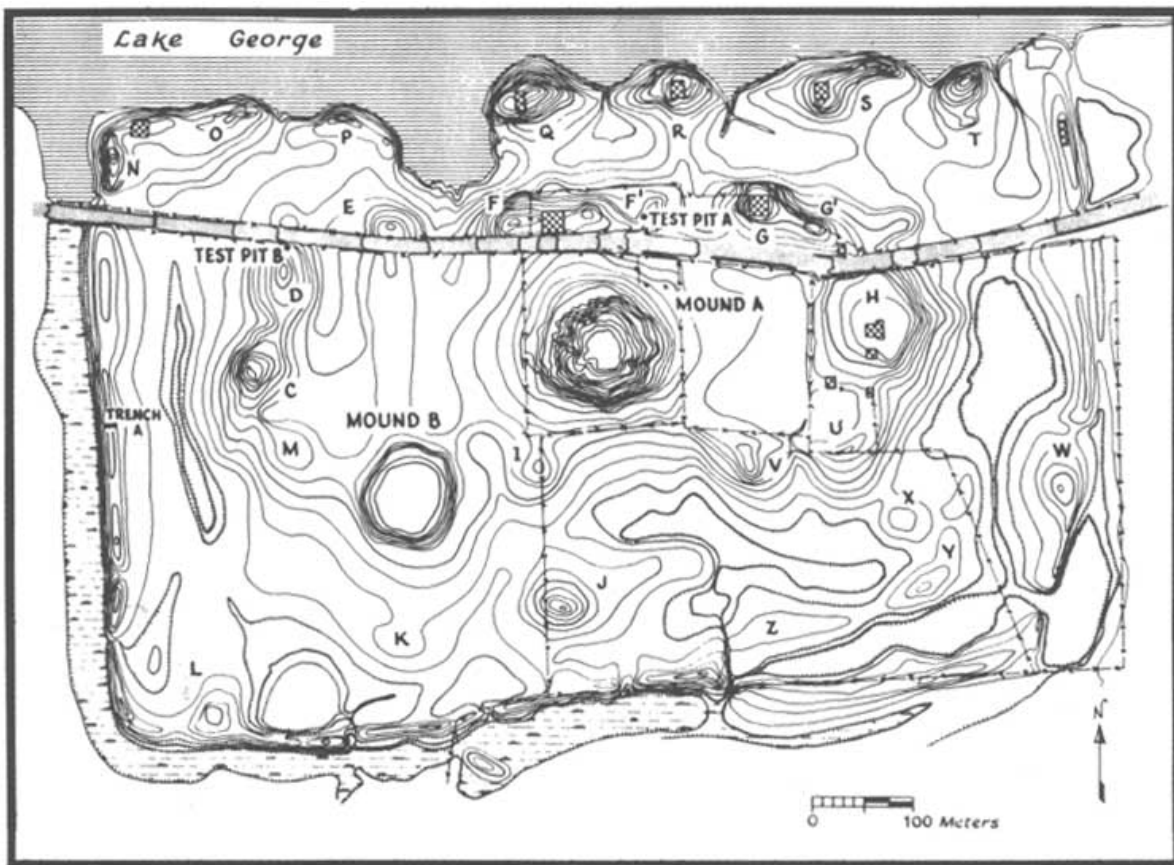 Lake George
S
Q
R
T
O
P
N
F
F'
TEST PIT A
G'
E
G
TEST PIT B
D
MOUND A
H
C
TRENCH
A
MOUND B
U
M
I
V
W
X
Y
J
K
Z
L
N
0
100 Meters